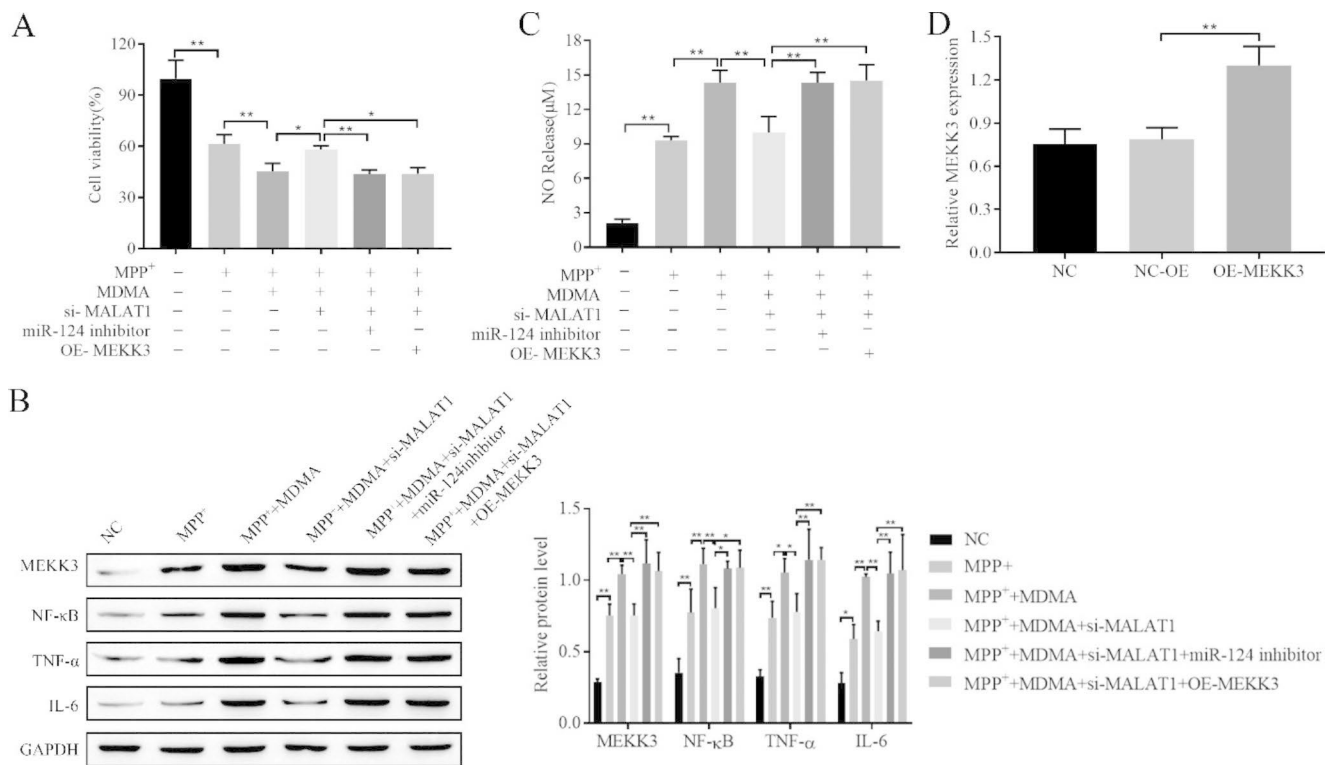 A
Cell viability(%)
120
90
60
30
0
** ** * ** *
MPP⁺ − + + + + +
MDMA − − + + + +
si-MALAT1 − − − + + +
miR-124 inhibitor − − − − + −
OE- MEKK3 − − − − − +
C
NO Release(μM)
18
15
12
9
6
3
0
** ** ** ** **
MPP⁺ − + + + + +
MDMA − − + + + +
si-MALAT1 − − − + + +
miR-124 inhibitor − − − − + −
OE- MEKK3 − − − − − +
D
Relative MEKK3 expression
1.5
1.2
0.9
0.6
0.3
0.0
**
NC NC-OE OE-MEKK3
B
NC
MPP⁺
MPP⁺+MDMA
MPP⁺+MDMA+si-MALAT1
MPP⁺+MDMA+si-MALAT1
+miR-124inhibitor
MPP⁺+MDMA+si-MALAT1
+OE-MEKK3
MEKK3
NF-κB
TNF-α
IL-6
GAPDH
Relative protein level
1.5
1.0
0.5
0.0
** ** ** ** **
** ** ** * *
** * * ** **
* ** ** ** **
MEKK3 NF-κB TNF-α IL-6
NC
MPP+
MPP⁺+MDMA
MPP⁺+MDMA+si-MALAT1
MPP⁺+MDMA+si-MALAT1+miR-124 inhibitor
MPP⁺+MDMA+si-MALAT1+OE-MEKK3